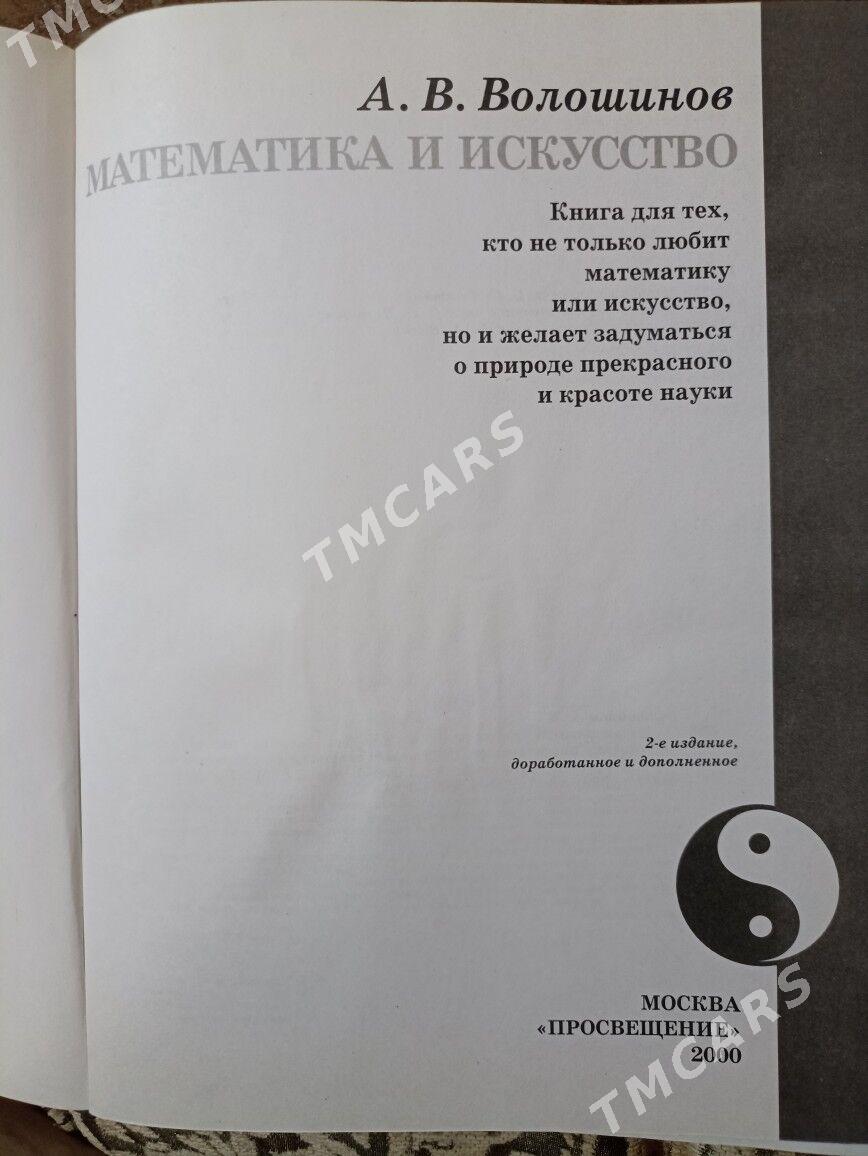 TMC
А. В. Волошинов
МАТЕМАТИКА И ИСКУССТВО
Книга для тех,
кто не только любит
математику
или искусство,
но и желает задуматься
о природе прекрасного
и красоте науки
TMCARS
2-е издание,
доработанное и дополненное
МОСКВА
«ПРОСВЕЩЕНИЕ»
2000
TMCARS